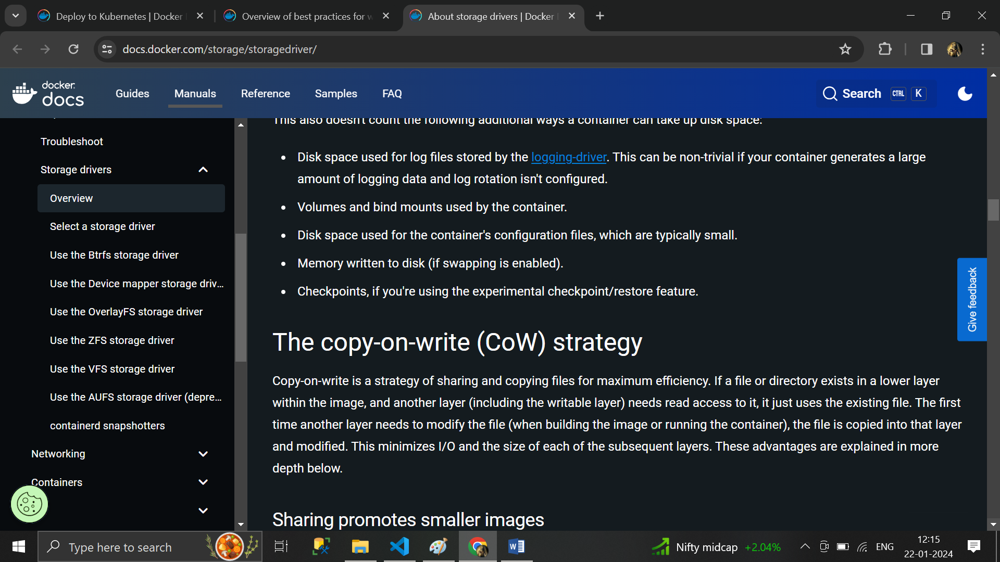 Deploy to Kubernetes | Docker
Overview of best practices for w
About storage drivers | Docker
docs.docker.com/storage/storagedriver/
docker
docs
Guides
Manuals
Reference
Samples
FAQ
Search
CTRL
K
Troubleshoot
Storage drivers
Overview
Select a storage driver
Use the Btrfs storage driver
Use the Device mapper storage driv...
Use the OverlayFS storage driver
Use the ZFS storage driver
Use the VFS storage driver
Use the AUFS storage driver (depre...
containerd snapshotters
Networking
Containers
This also doesn't count the following additional ways a container can take up disk space:
• Disk space used for log files stored by the logging-driver. This can be non-trivial if your container generates a large
amount of logging data and log rotation isn't configured.
• Volumes and bind mounts used by the container.
• Disk space used for the container's configuration files, which are typically small.
• Memory written to disk (if swapping is enabled).
• Checkpoints, if you're using the experimental checkpoint/restore feature.
The copy-on-write (CoW) strategy
Copy-on-write is a strategy of sharing and copying files for maximum efficiency. If a file or directory exists in a lower layer
within the image, and another layer (including the writable layer) needs read access to it, it just uses the existing file. The first
time another layer needs to modify the file (when building the image or running the container), the file is copied into that layer
and modified. This minimizes I/O and the size of each of the subsequent layers. These advantages are explained in more
depth below.
Sharing promotes smaller images
Give feedback
Type here to search
Nifty midcap +2.04%
ENG
12:15
22-01-2024